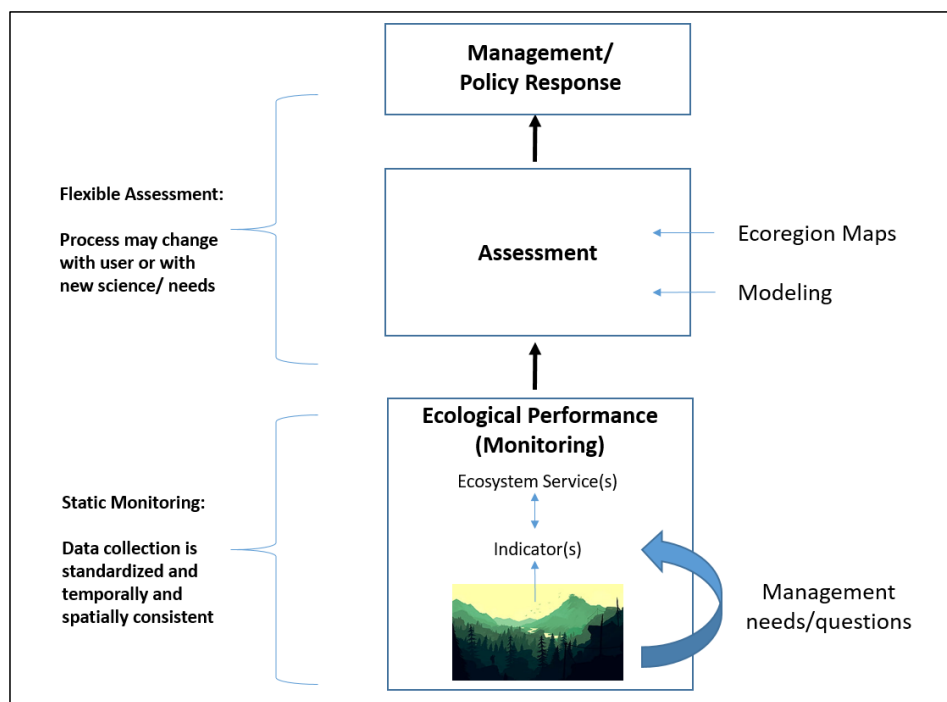 Management/
Policy Response
Flexible Assessment:
Process may change
with user or with
new science/ needs
Assessment
Ecoregion Maps
Modeling
Ecological Performance
(Monitoring)
Ecosystem Service(s)
Indicator(s)
Static Monitoring:
Data collection is
standardized and
temporally and
spatially consistent
Management
needs/questions